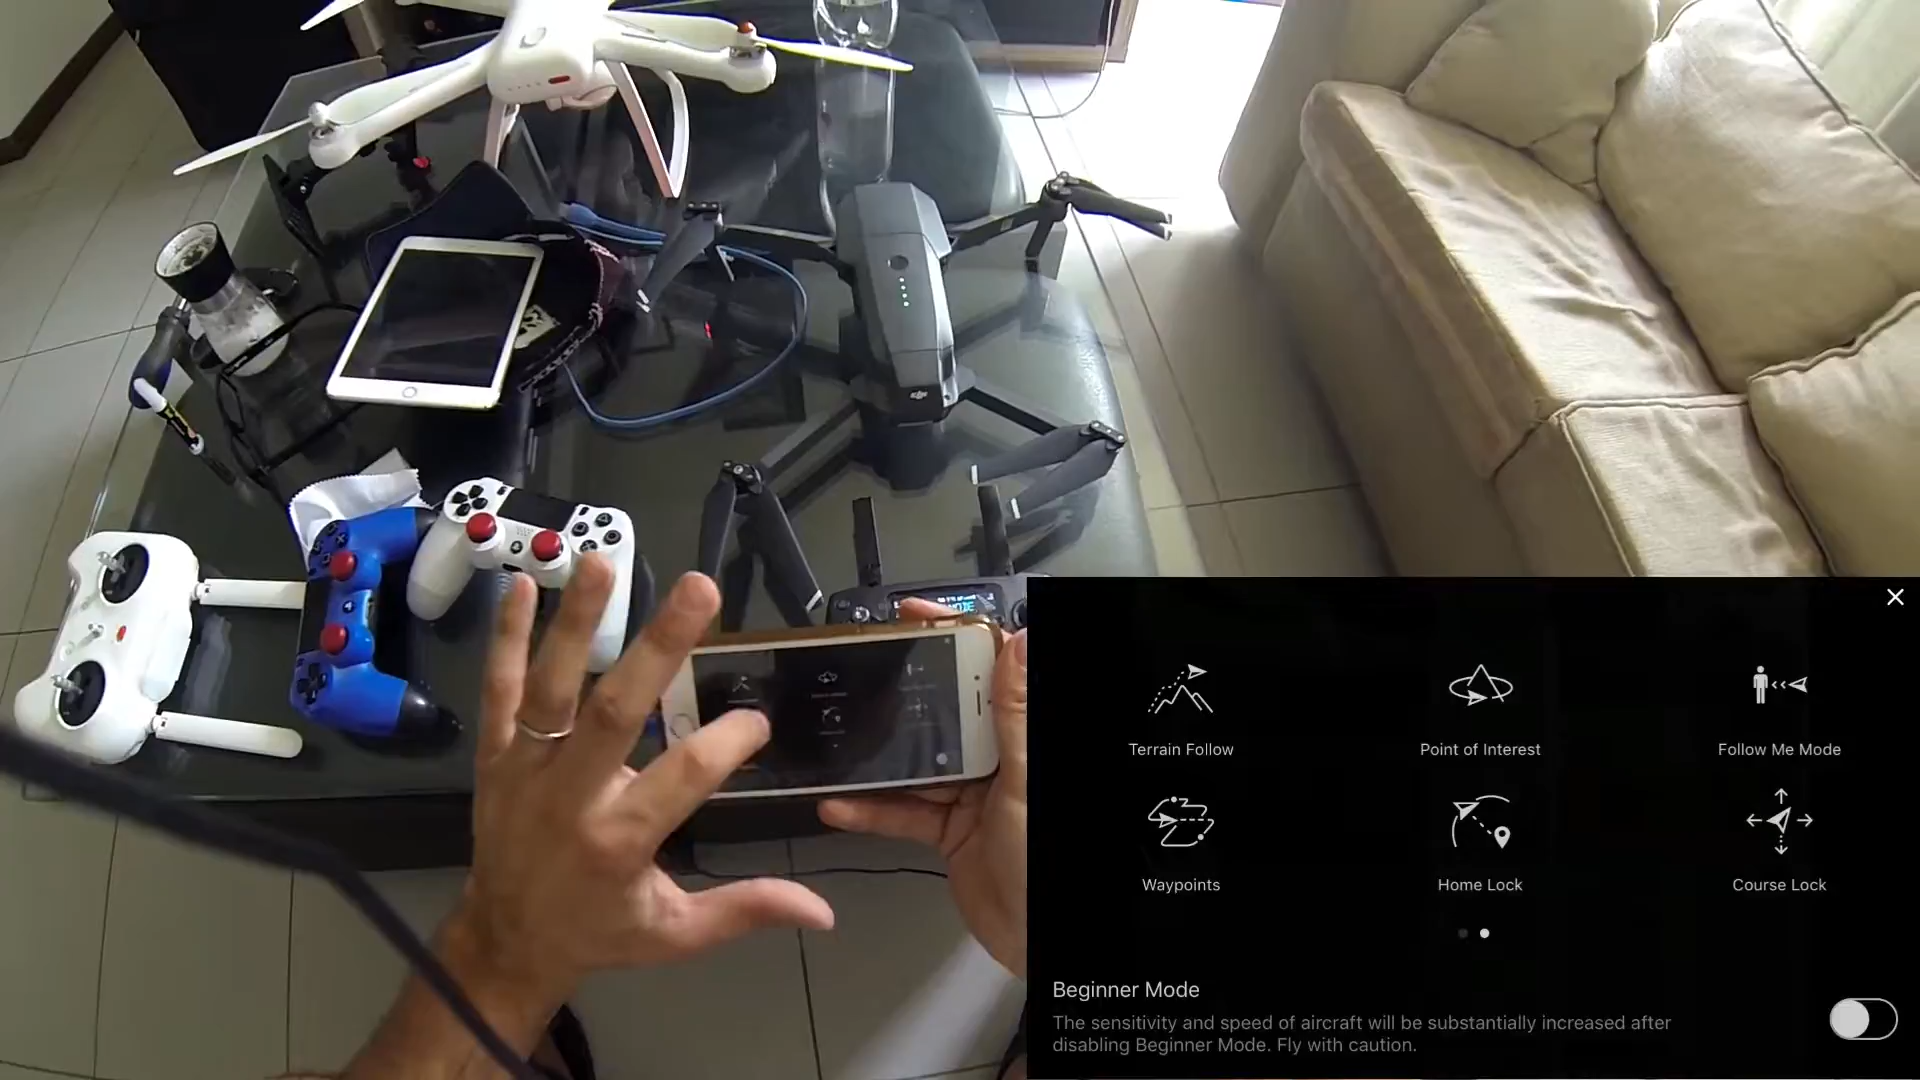 Terrain Follow
Point of Interest
Follow Me Mode
Waypoints
Home Lock
Course Lock
Beginner Mode
The sensitivity and speed of aircraft will be substantially increased after
disabling Beginner Mode. Fly with caution.